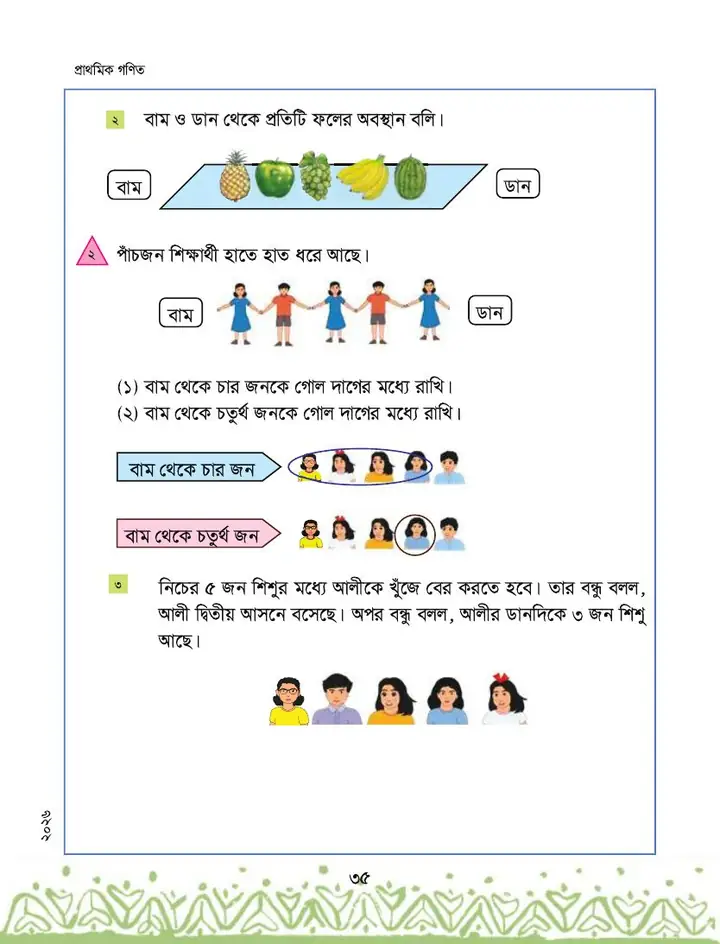 প্রাথমিক গণিত
২ বাম ও ডান থেকে প্রতিটি ফলের অবস্থান বলি।
বাম
ডান
২ পাঁচজন শিক্ষার্থী হাতে হাত ধরে আছে।
বাম
ডান
(১) বাম থেকে চার জনকে গোল দাগের মধ্যে রাখি।
(২) বাম থেকে চতুর্থ জনকে গোল দাগের মধ্যে রাখি।
বাম থেকে চার জন
বাম থেকে চতুর্থ জন
৩ নিচের ৫ জন শিশুর মধ্যে আলীকে খুঁজে বের করতে হবে। তার বন্ধু বলল,
আলী দ্বিতীয় আসনে বসেছে। অপর বন্ধু বলল, আলীর ডানদিকে ৩ জন শিশু
আছে।
২০২৬
৩৫